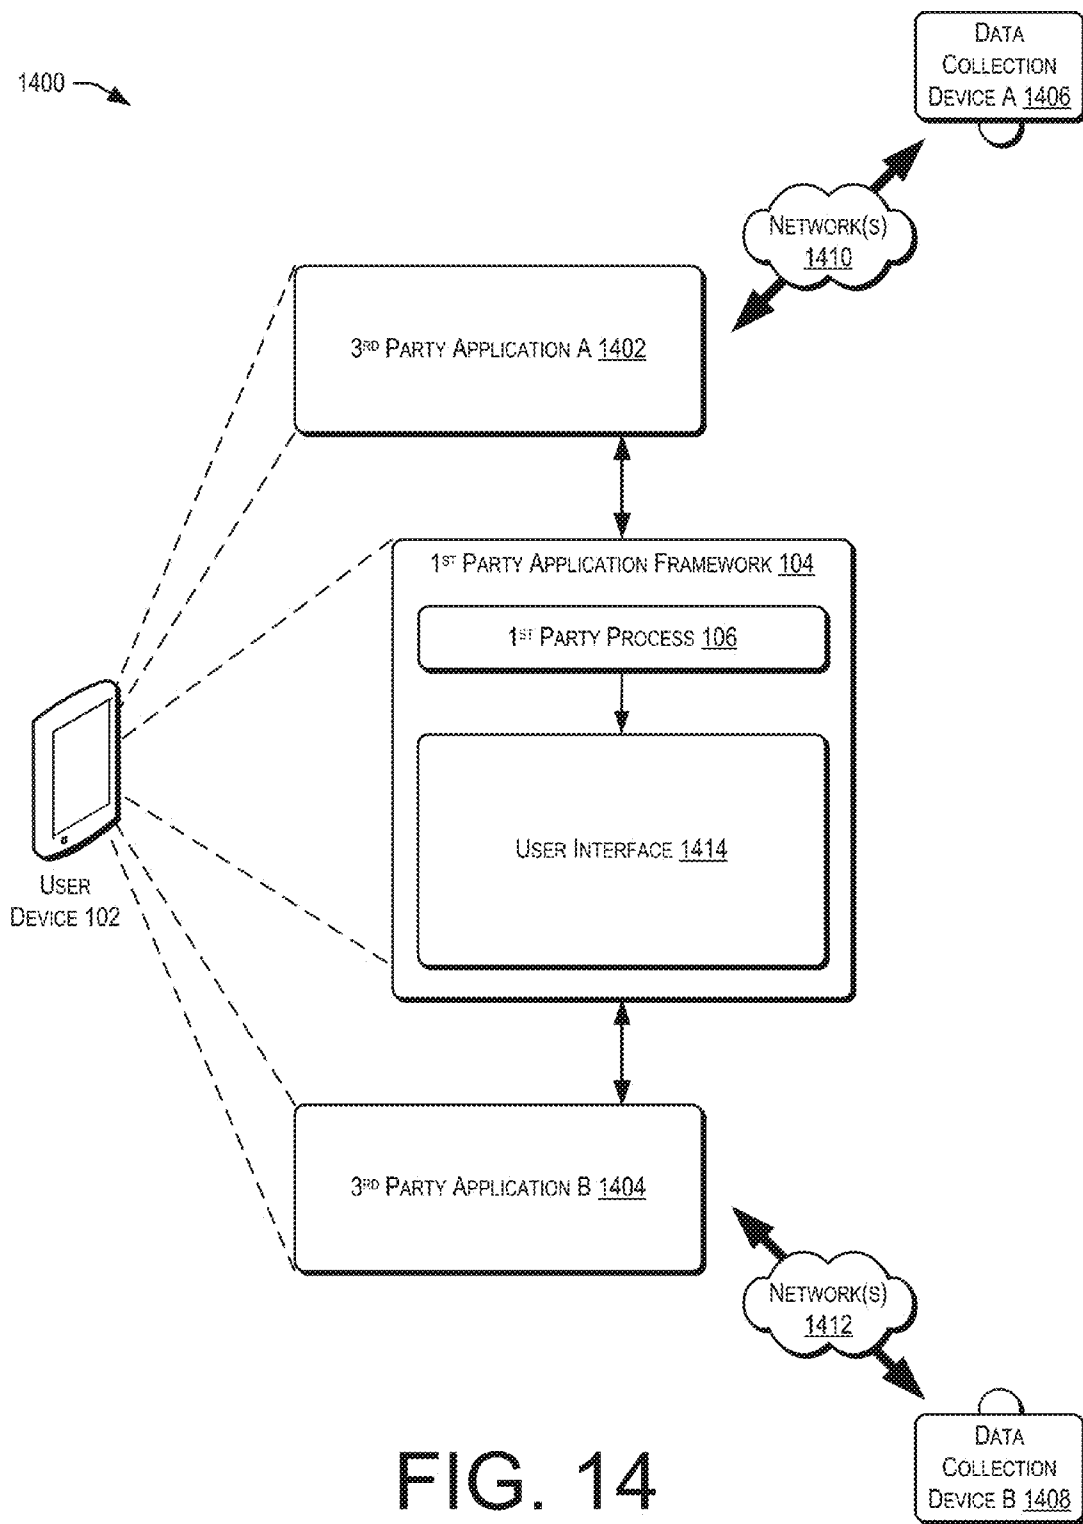 1400
DATA
COLLECTION
DEVICE A 1406
NETWORK(S)
1410
3RD PARTY APPLICATION A 1402
1ST PARTY APPLICATION FRAMEWORK 104
1ST PARTY PROCESS 106
USER INTERFACE 1414
USER
DEVICE 102
3RD PARTY APPLICATION B 1404
NETWORK(S)
1412
DATA
COLLECTION
DEVICE B 1408
FIG. 14